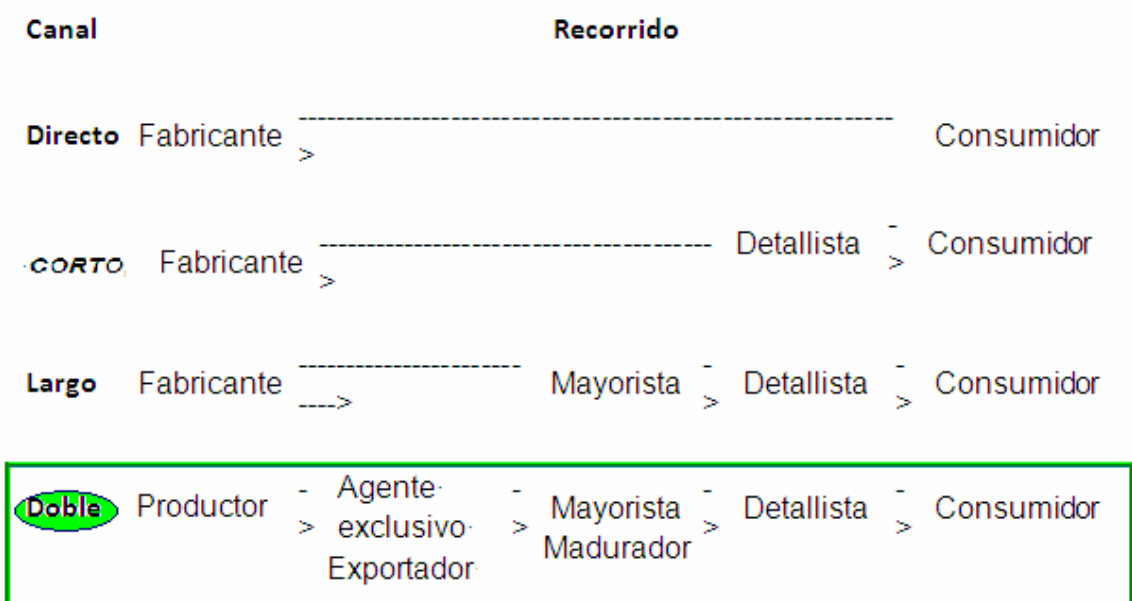 Canal Recorrido
Directo Fabricante ---------------------------------------------------------------> Consumidor
CORTO Fabricante ------------------------------------------> Detallista -> Consumidor
Largo Fabricante ----------------------------> Mayorista -> Detallista -> Consumidor
Doble Productor -> Agente exclusivo Exportador -> Mayorista Madurador -> Detallista -> Consumidor